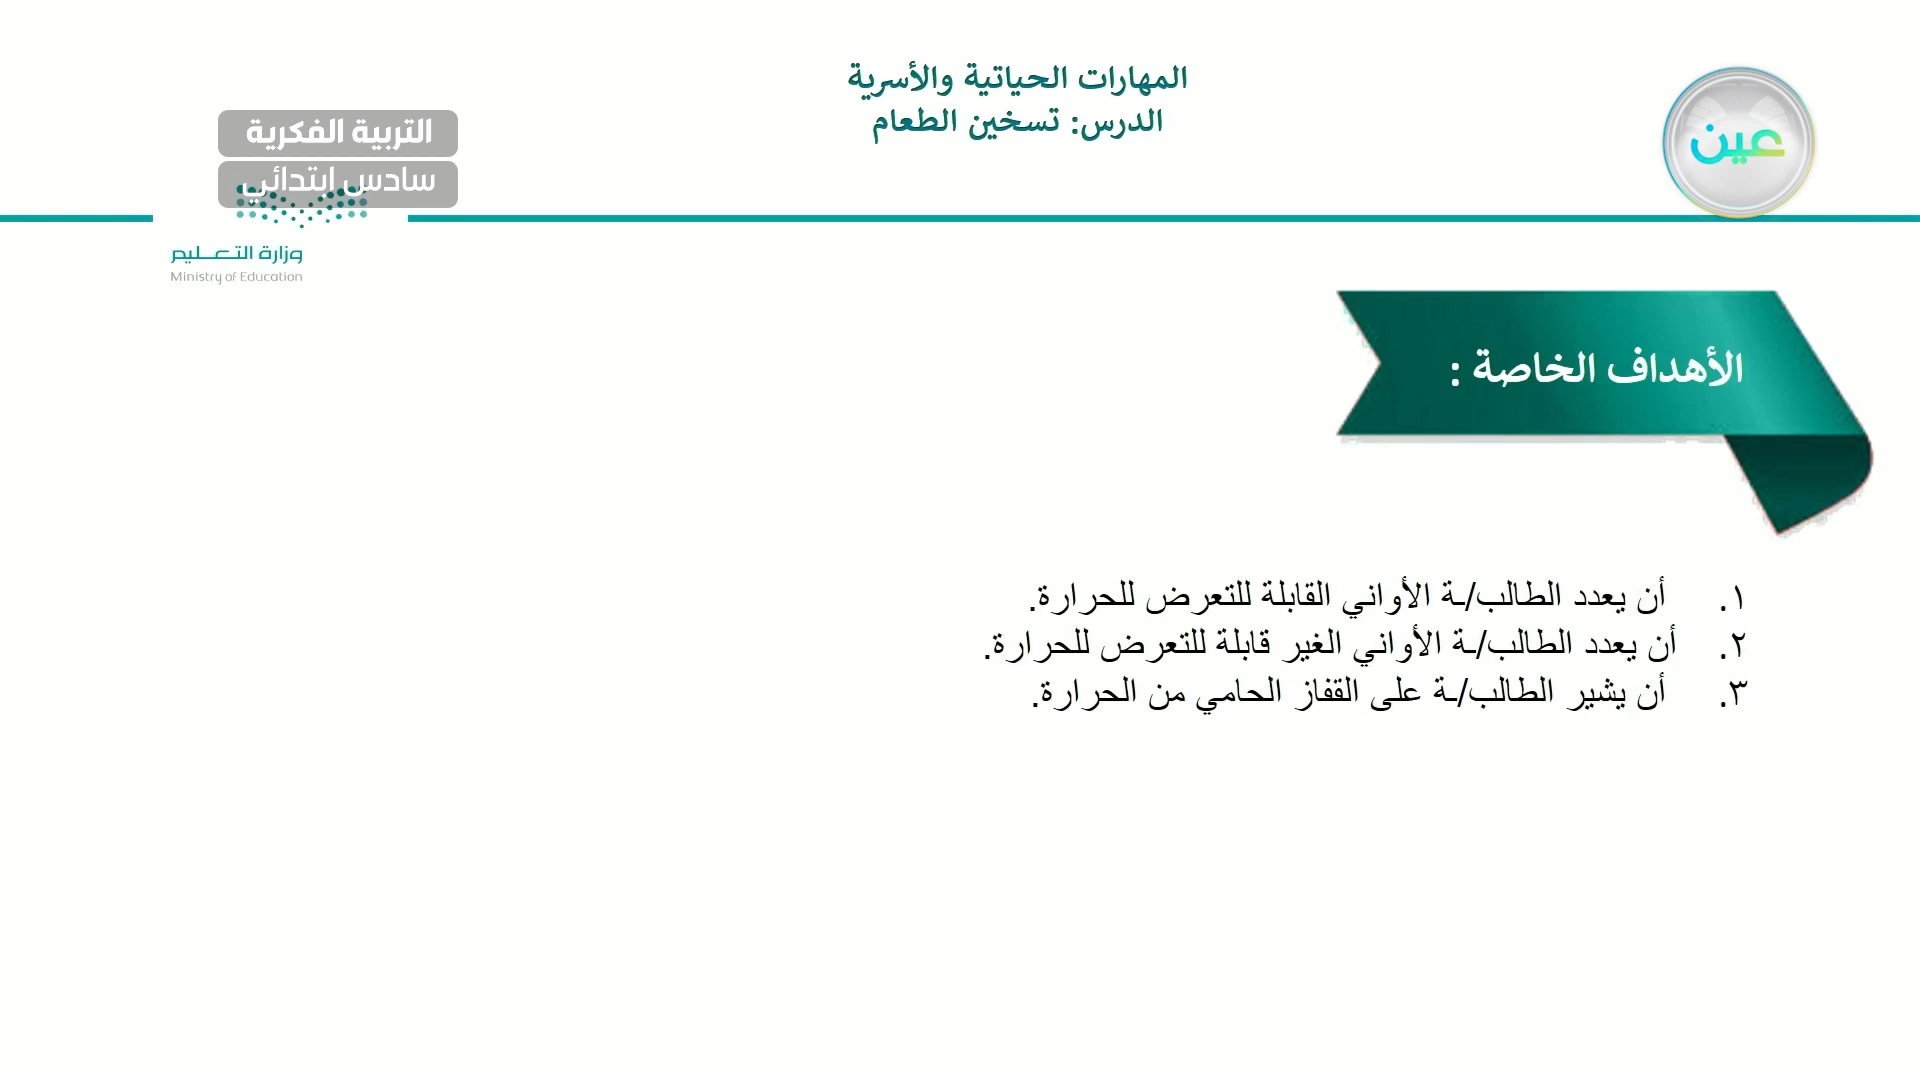 المهارات الحياتية والأسرية
الدرس: تسخين الطعام
عين
التربية الفكرية
سادس ابتدائي
وزارة التعليم
Ministry of Education
الأهداف الخاصة :
١. أن يعدد الطالب/ـة الأواني القابلة للتعرض للحرارة.
٢. أن يعدد الطالب/ـة الأواني الغير قابلة للتعرض للحرارة.
٣. أن يشير الطالب/ـة على القفاز الحامي من الحرارة.